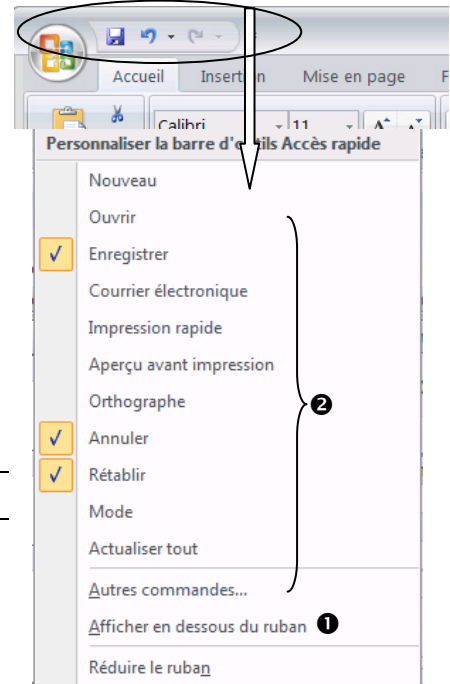 Accueil Insertion Mise en page F
Calibri 11 A A
Personnaliser la barre d'outils Accès rapide
Nouveau
Ouvrir
Enregistrer
Courrier électronique
Impression rapide
Aperçu avant impression
Orthographe
❷
Annuler
Rétablir
Mode
Actualiser tout
Autres commandes...
Afficher en dessous du ruban ❶
Réduire le ruban